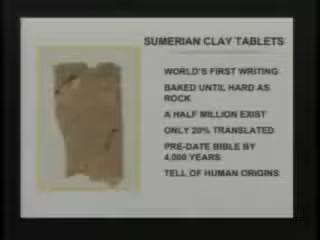 SUMERIAN CLAY TABLETS
WORLD'S FIRST WRITING
BAKED UNTIL HARD AS
ROCK
A HALF MILLION EXIST
ONLY 20% TRANSLATED
PRE-DATE BIBLE BY
4,000 YEARS
TELL OF HUMAN ORIGINS